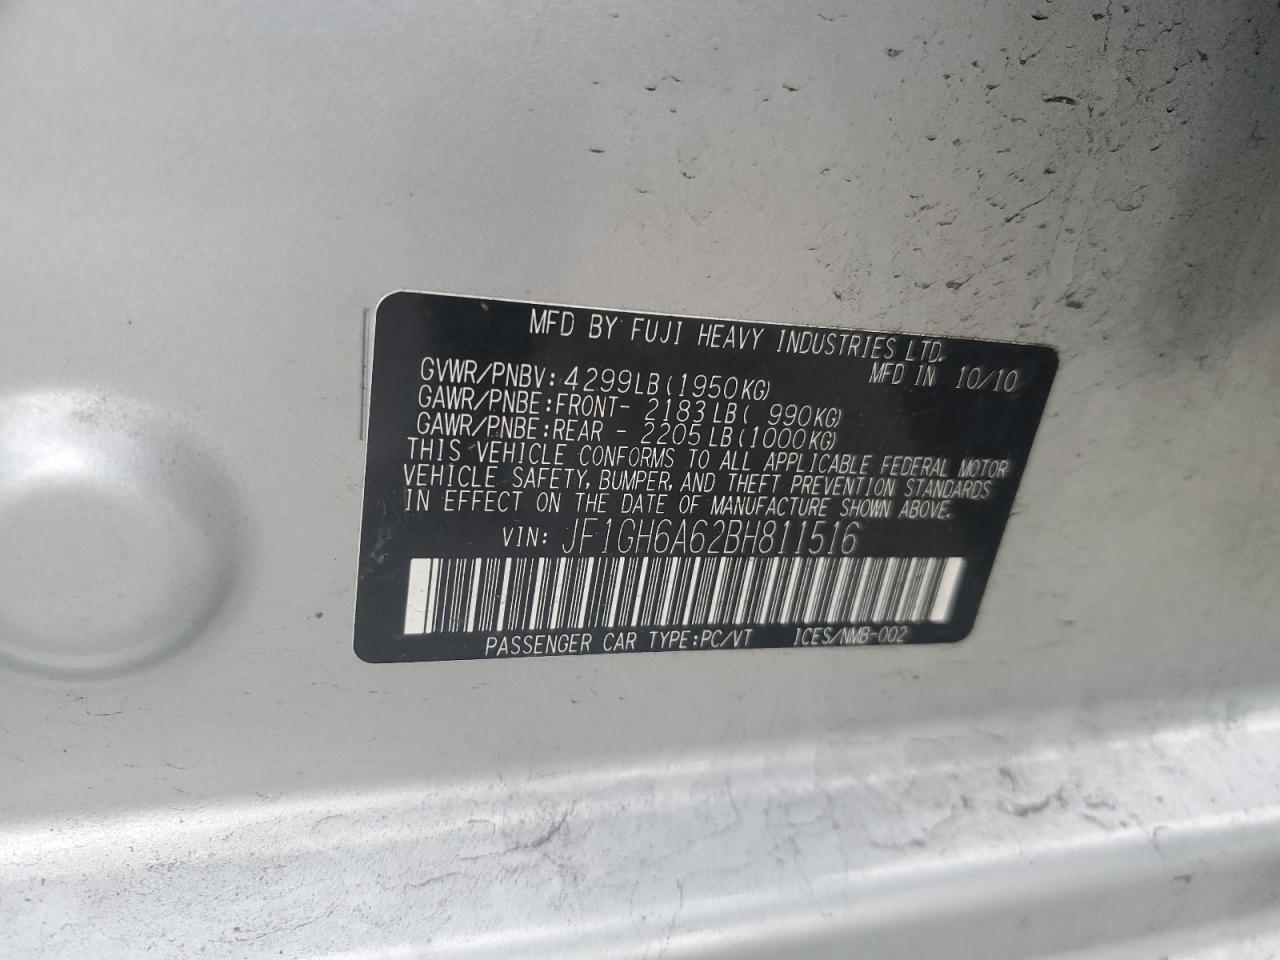 MFD BY FUJI HEAVY INDUSTRIES LTD.
MFD IN 10/10
GVWR/PNBV: 4299LB(1950KG)
GAWR/PNBE:FRONT- 2183LB( 990KG)
GAWR/PNBE:REAR - 2205LB(1000KG)
THIS VEHICLE CONFORMS TO ALL APPLICABLE FEDERAL MOTOR
VEHICLE SAFETY, BUMPER, AND THEFT PREVENTION STANDARDS
IN EFFECT ON THE DATE OF MANUFACTURE SHOWN ABOVE.
VIN: JF1GH6A62BH811516
PASSENGER CAR TYPE:PC/VT ICES/NMB-002